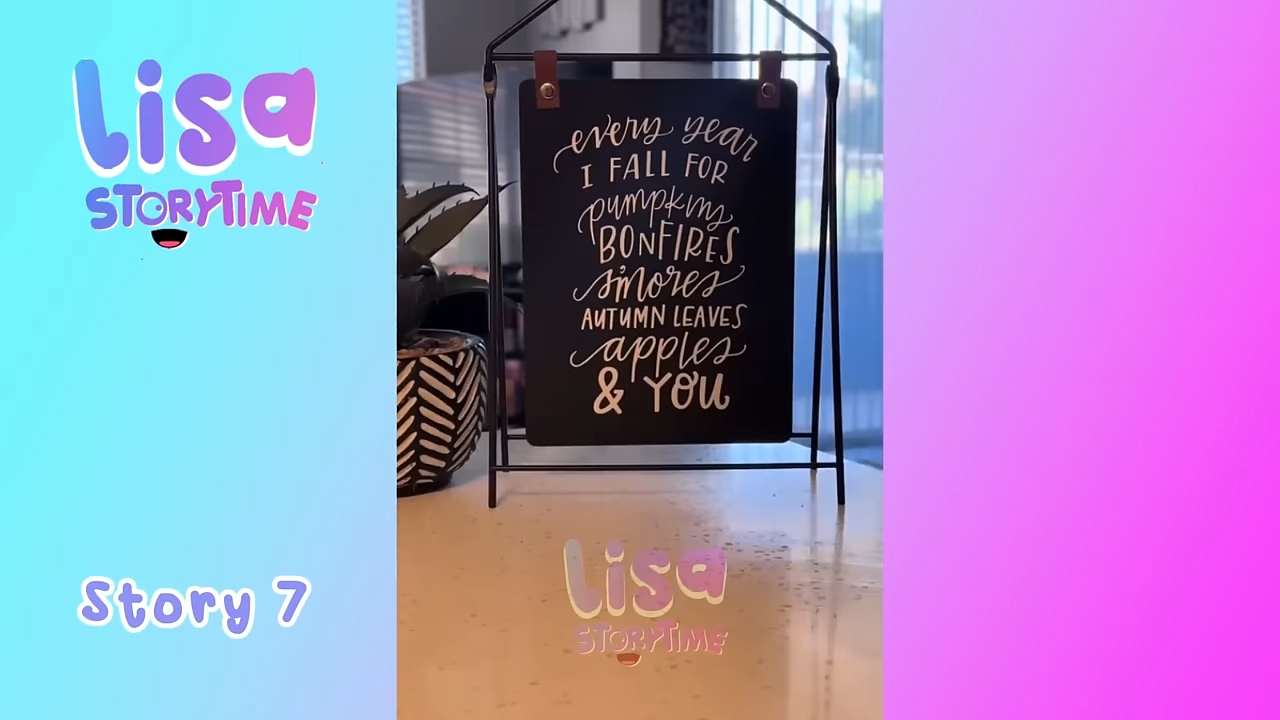 Lisa
STORYTIME
every year
I FALL FOR
pumpkins
BONFIRES
s'mores
AUTUMN LEAVES
apples
& YOU
Lisa
STORYTIME
Story 7